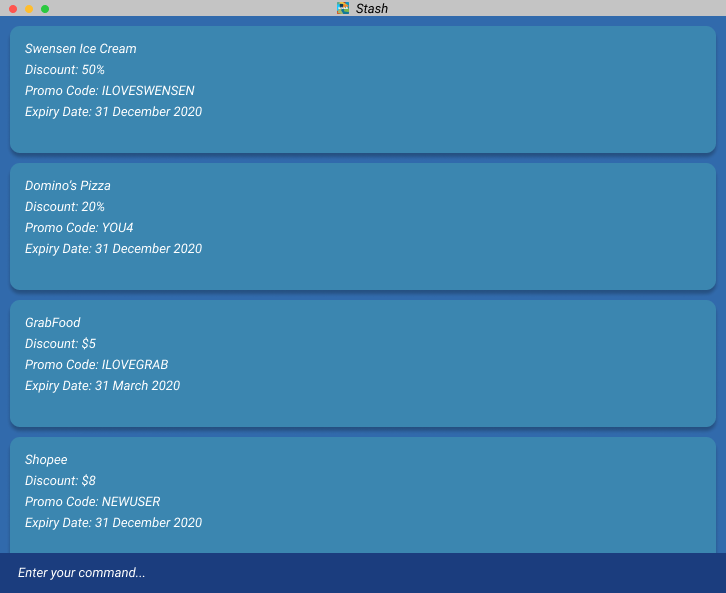 Stash
Swensen Ice Cream
Discount: 50%
Promo Code: ILOVESWENSEN
Expiry Date: 31 December 2020
Domino's Pizza
Discount: 20%
Promo Code: YOU4
Expiry Date: 31 December 2020
GrabFood
Discount: $5
Promo Code: ILOVEGRAB
Expiry Date: 31 March 2020
Shopee
Discount: $8
Promo Code: NEWUSER
Expiry Date: 31 December 2020
Enter your command...